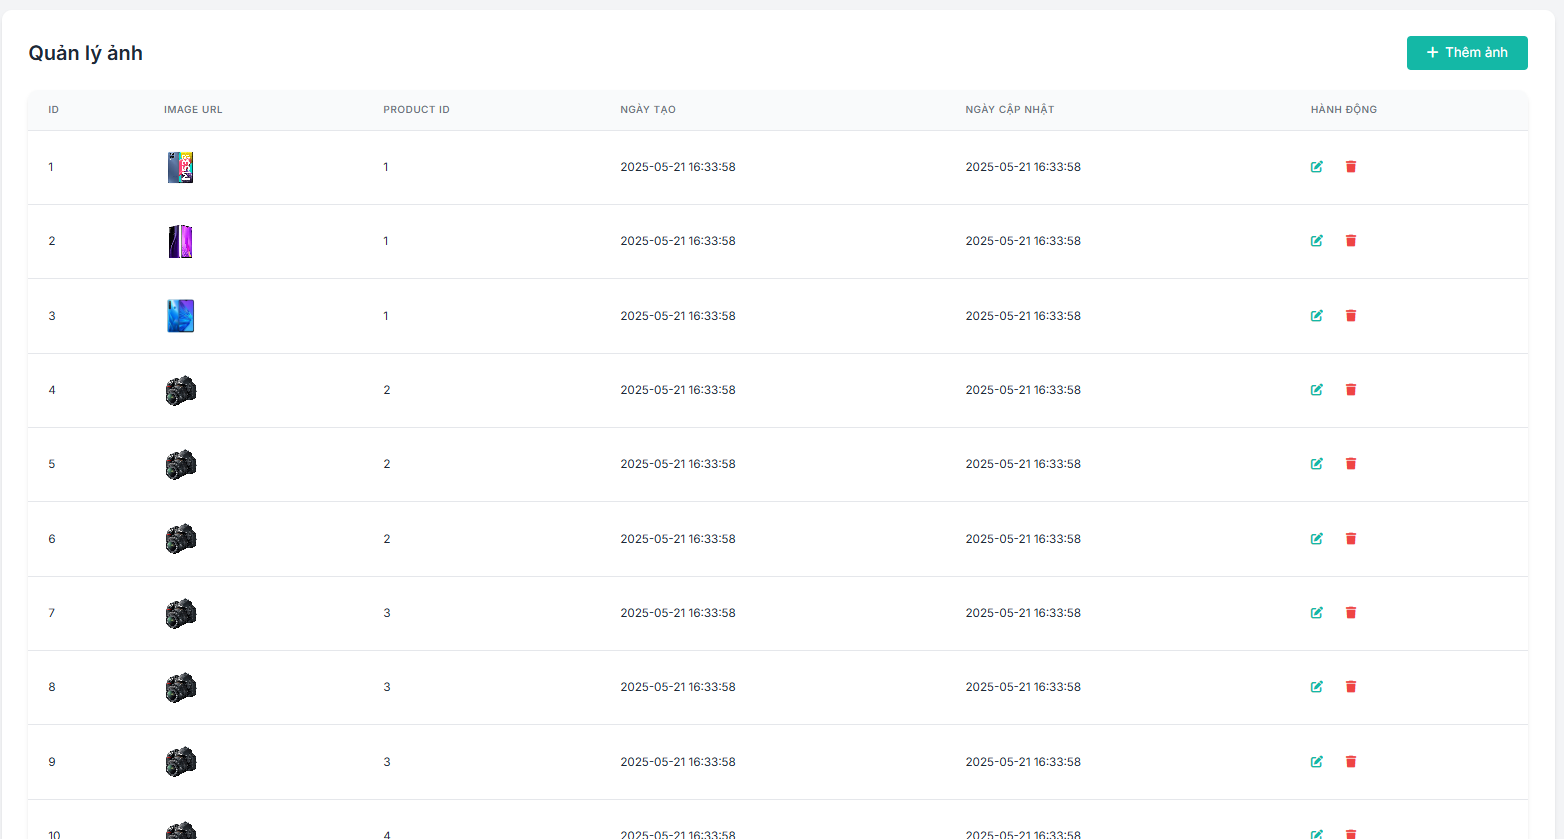 Quản lý ảnh
Thêm ảnh
ID IMAGE URL PRODUCT ID NGÀY TẠO NGÀY CẬP NHẬT HÀNH ĐỘNG
1 1 2025-05-21 16:33:58 2025-05-21 16:33:58
2 1 2025-05-21 16:33:58 2025-05-21 16:33:58
3 1 2025-05-21 16:33:58 2025-05-21 16:33:58
4 2 2025-05-21 16:33:58 2025-05-21 16:33:58
5 2 2025-05-21 16:33:58 2025-05-21 16:33:58
6 2 2025-05-21 16:33:58 2025-05-21 16:33:58
7 3 2025-05-21 16:33:58 2025-05-21 16:33:58
8 3 2025-05-21 16:33:58 2025-05-21 16:33:58
9 3 2025-05-21 16:33:58 2025-05-21 16:33:58
10 4 2025-05-21 16:33:58 2025-05-21 16:33:58